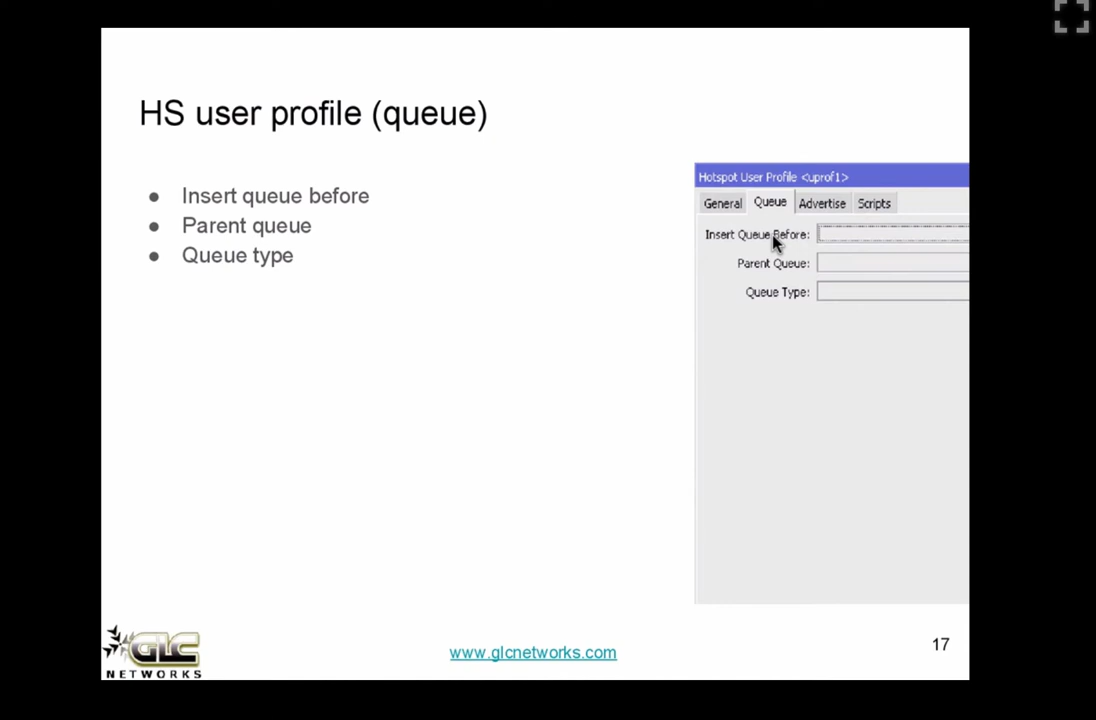 HS user profile (queue)
● Insert queue before
● Parent queue
● Queue type
Hotspot User Profile <uprof1>
General Queue Advertise Scripts
Insert Queue Before:
Parent Queue:
Queue Type:
GLC
NETWORKS
www.glcnetworks.com
17